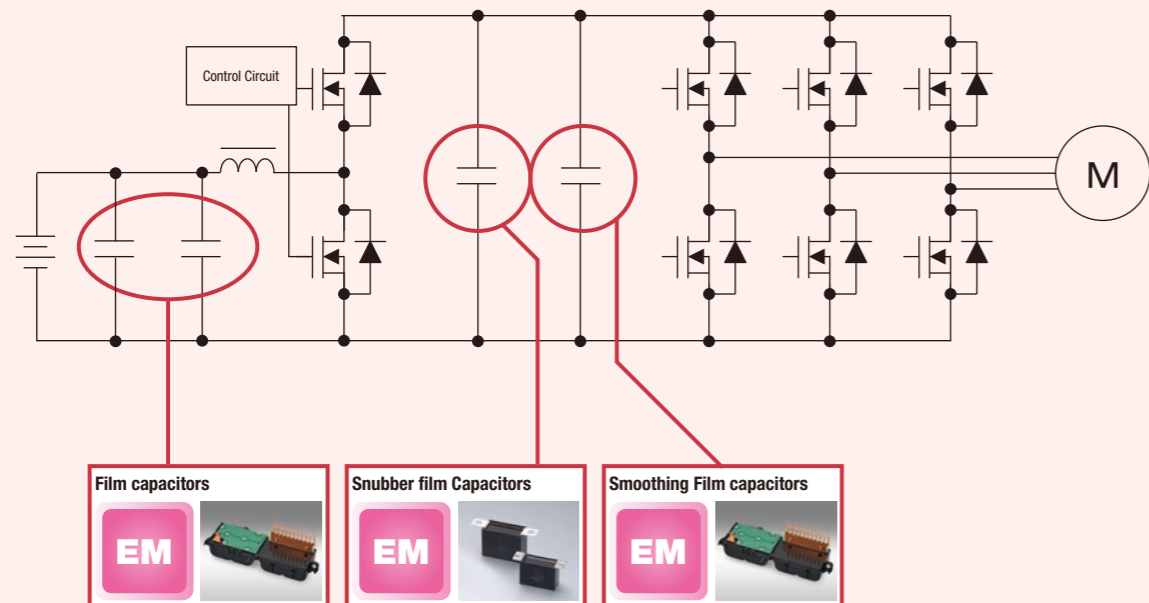 Control Circuit
M
Film capacitors
Snubber film Capacitors
Smoothing Film capacitors
EM
EM
EM